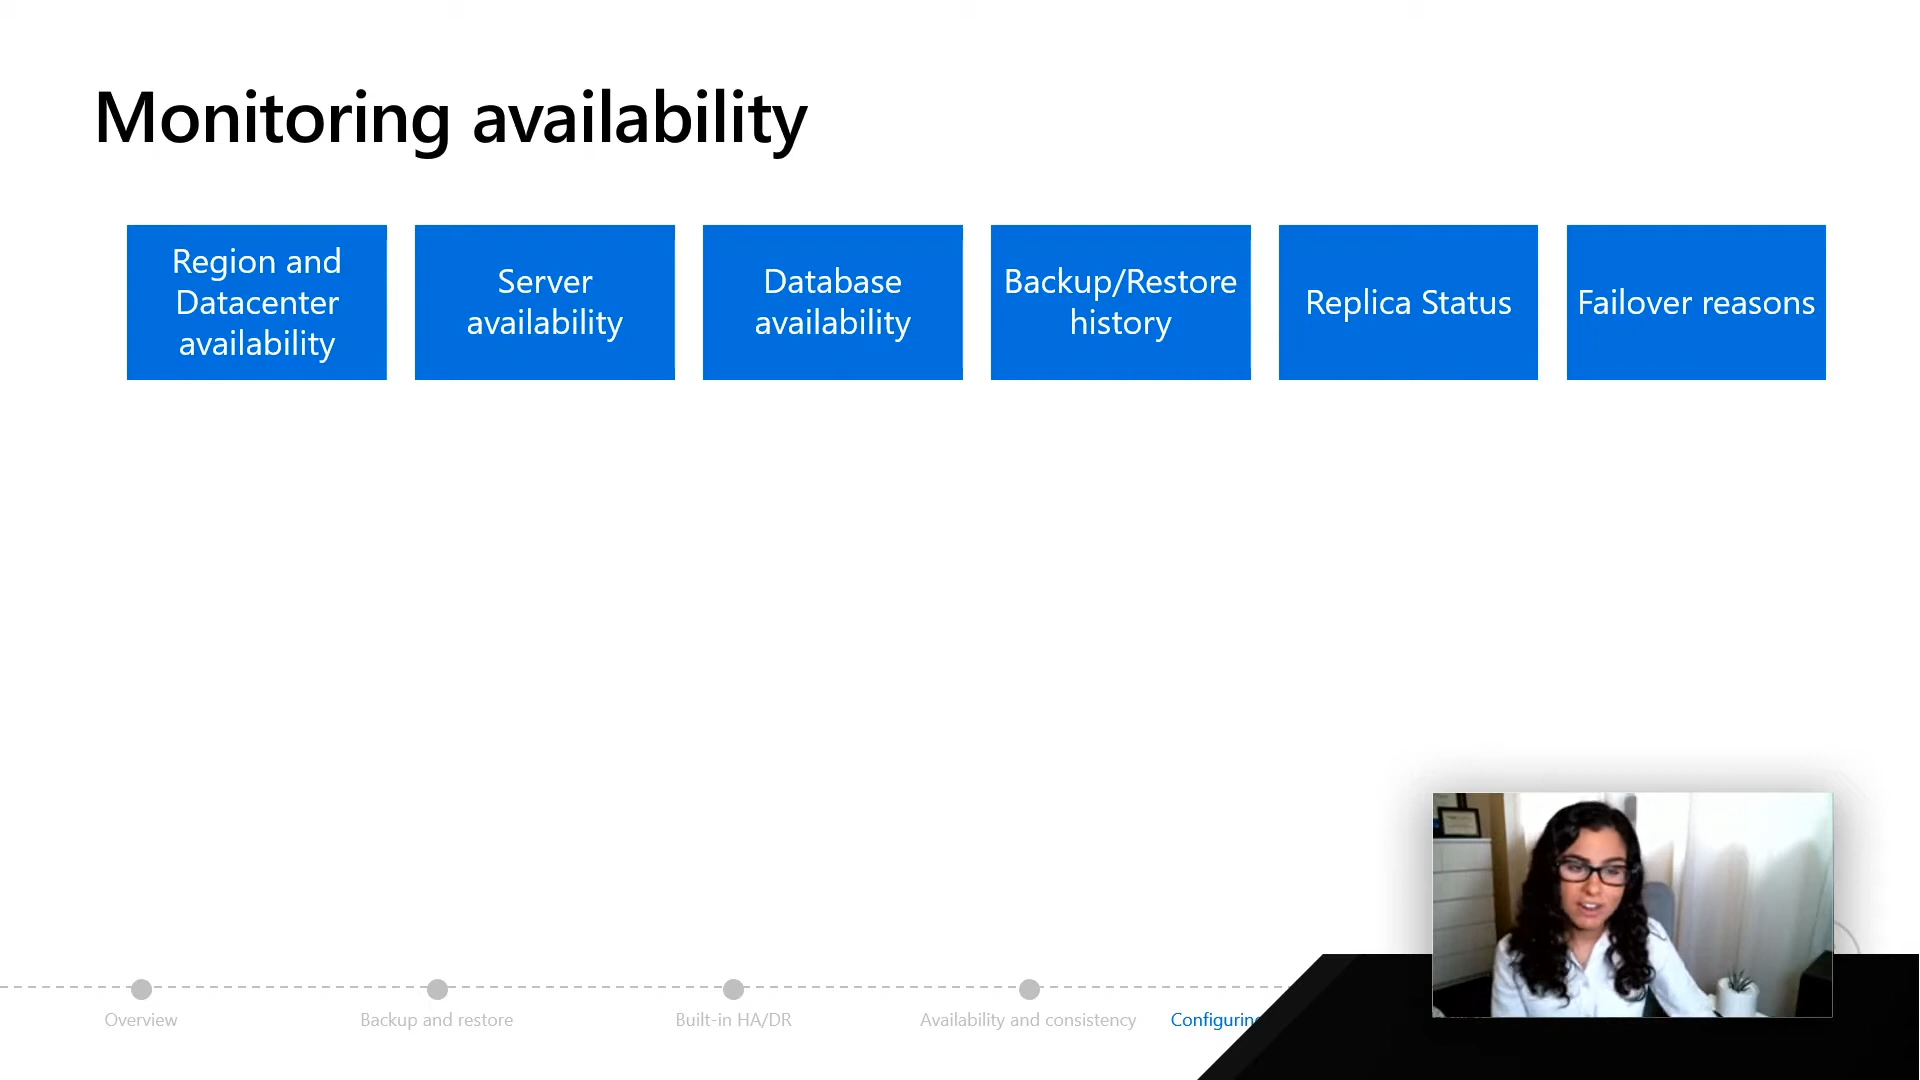 Monitoring availability
Region and
Datacenter
availability
Server
availability
Database
availability
Backup/Restore
history
Replica Status
Failover reasons
Overview
Backup and restore
Built-in HA/DR
Availability and consistency
Configuring